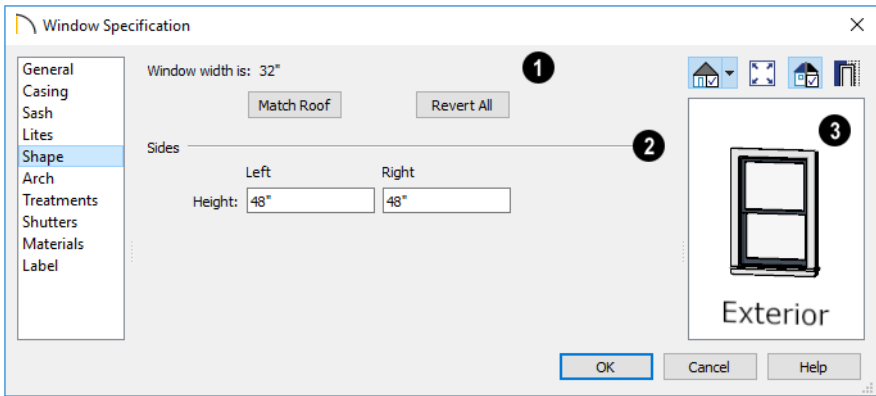 Window Specification
General
Casing
Sash
Lites
Shape
Arch
Treatments
Shutters
Materials
Label
Window width is: 32" 1
Match Roof Revert All
Sides 2
Left Right
Height: 48" 48"
3
Exterior
OK Cancel Help